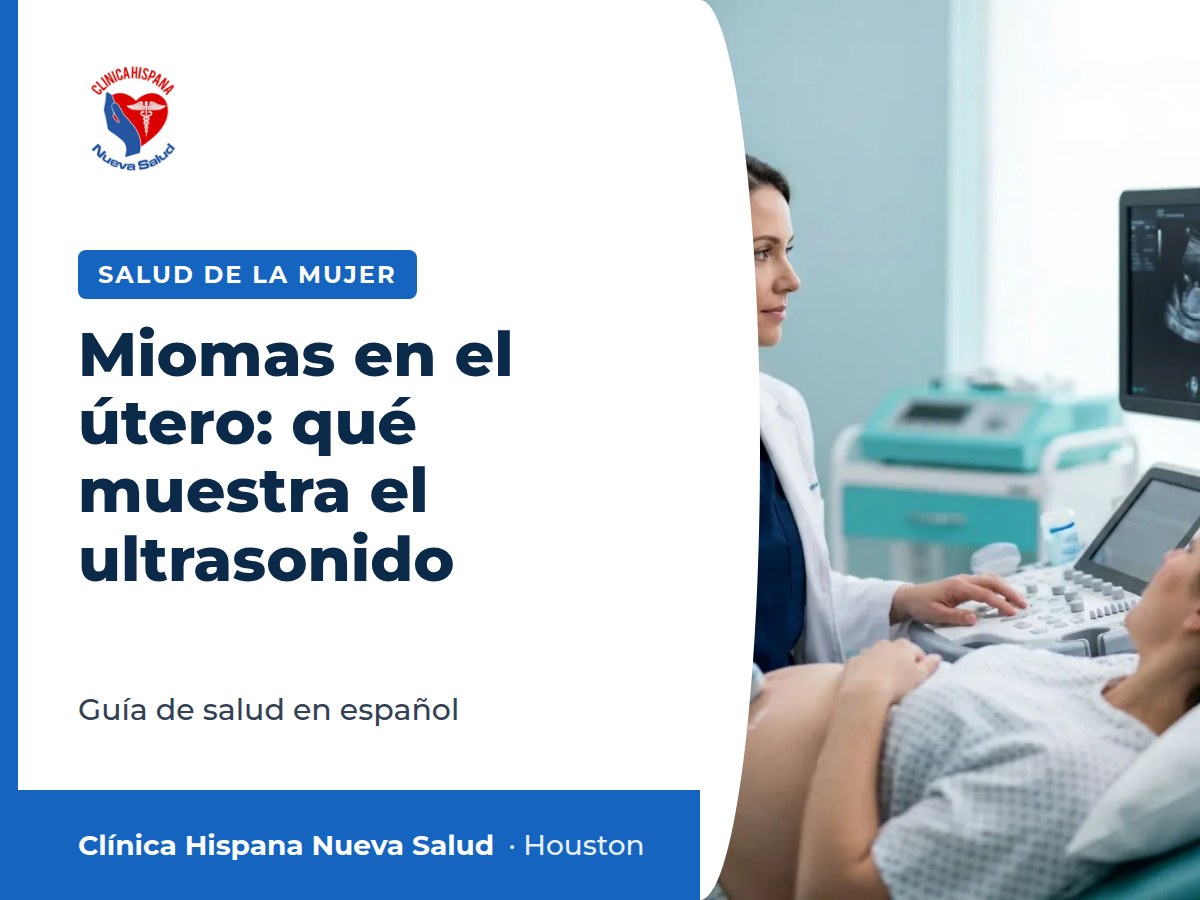 CLINICA HISPANA
Nueva Salud
SALUD DE LA MUJER
Miomas en el
útero: qué
muestra el
ultrasonido
Guía de salud en español
Clínica Hispana Nueva Salud · Houston